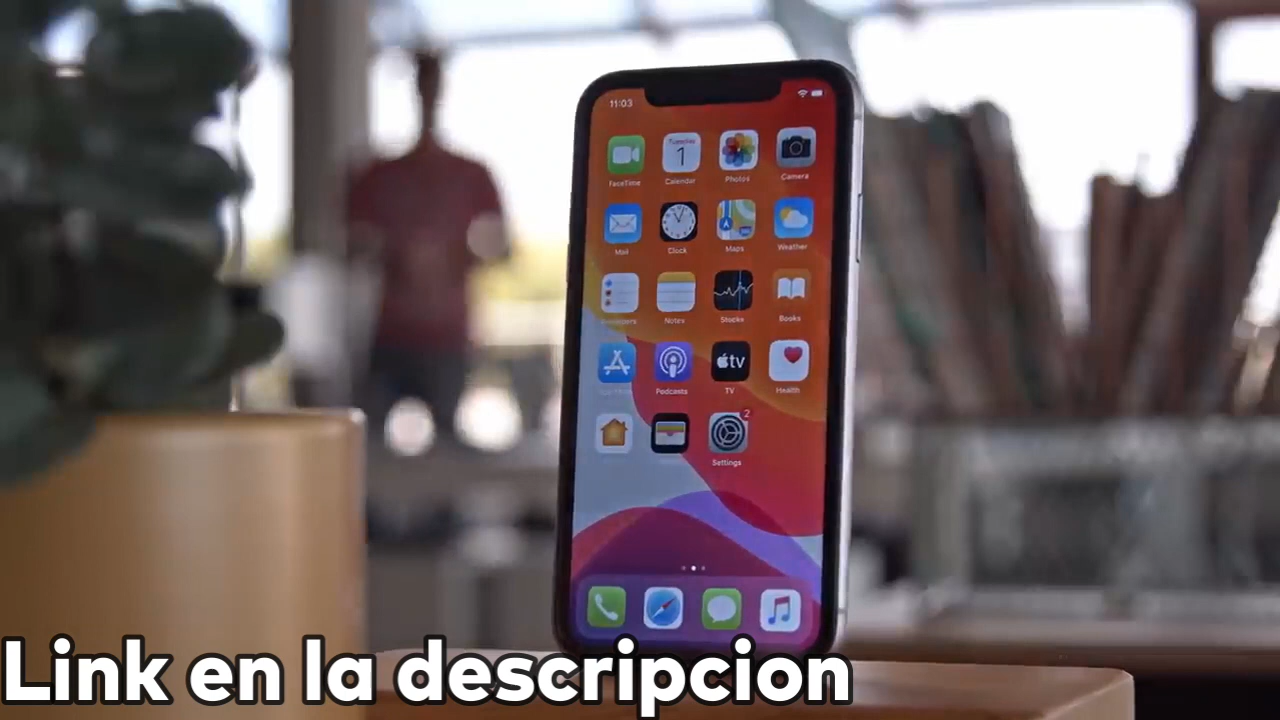 11:03
Tuesday
1
FaceTime
Calendar
Photos
Camera
Mail
Clock
Maps
Weather
Notes
Stocks
Books
Podcasts
tv
TV
Health
2
Settings
Link en la descripcion